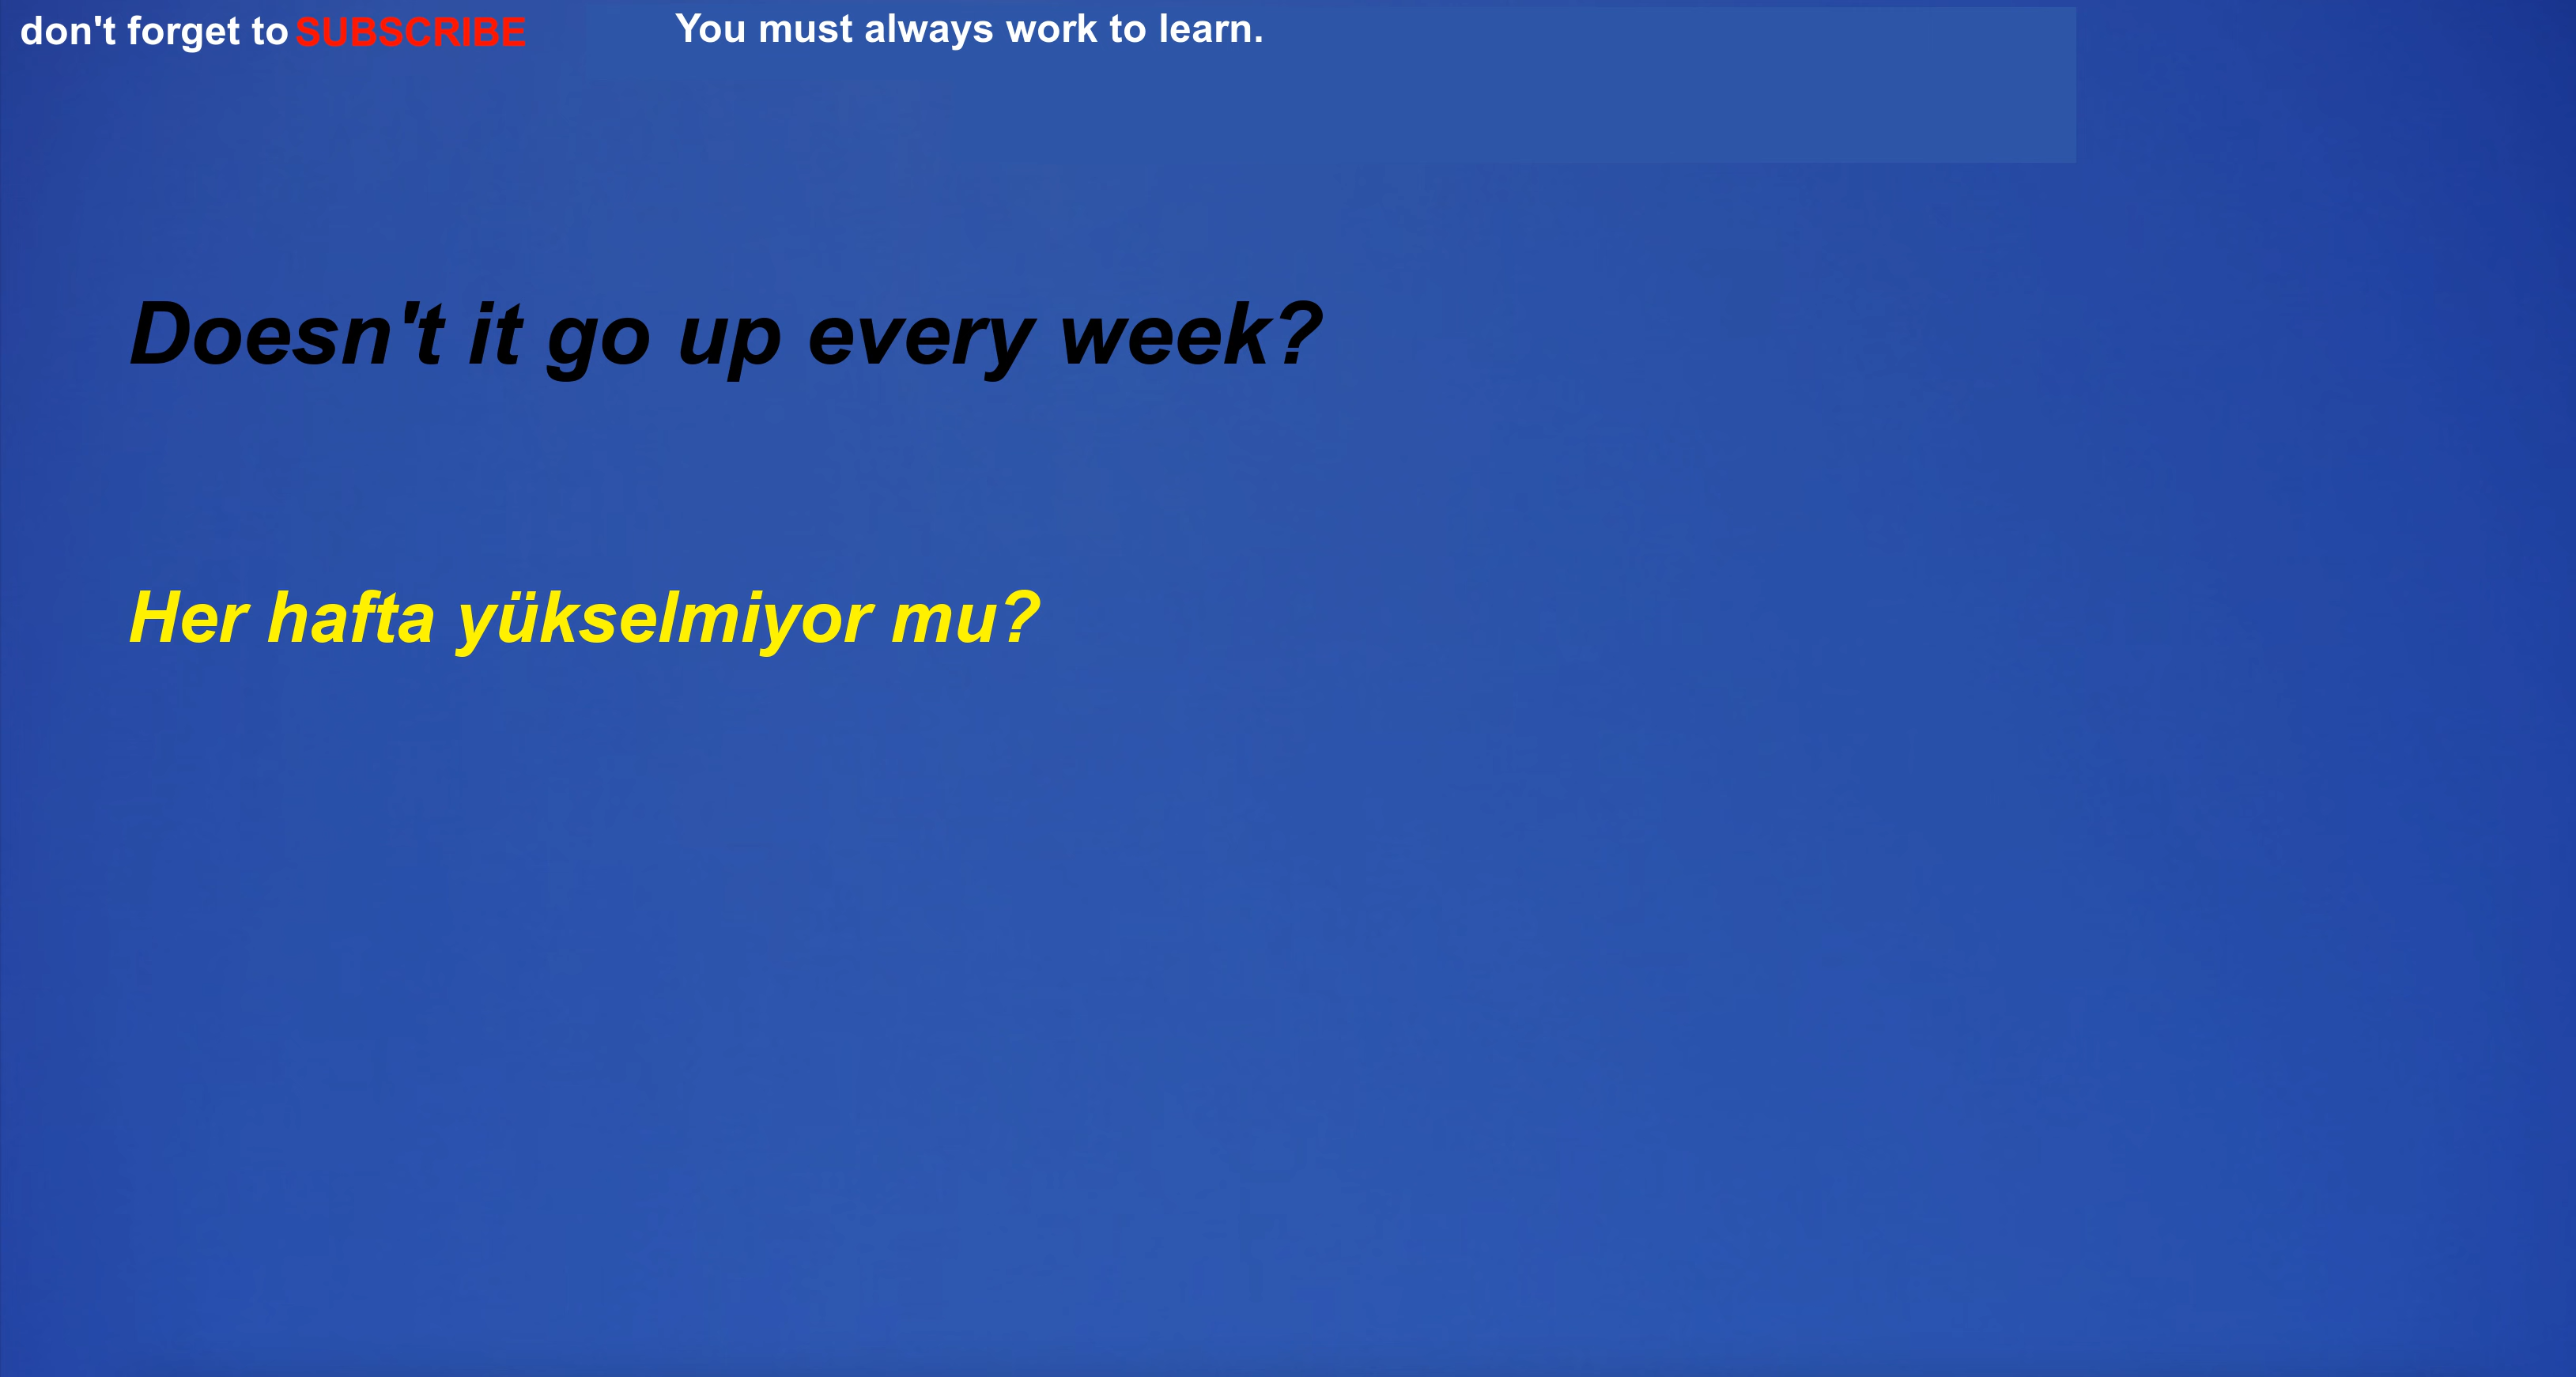 don't forget to SUBSCRIBE
You must always work to learn.
Doesn't it go up every week?
Her hafta yükselmiyor mu?